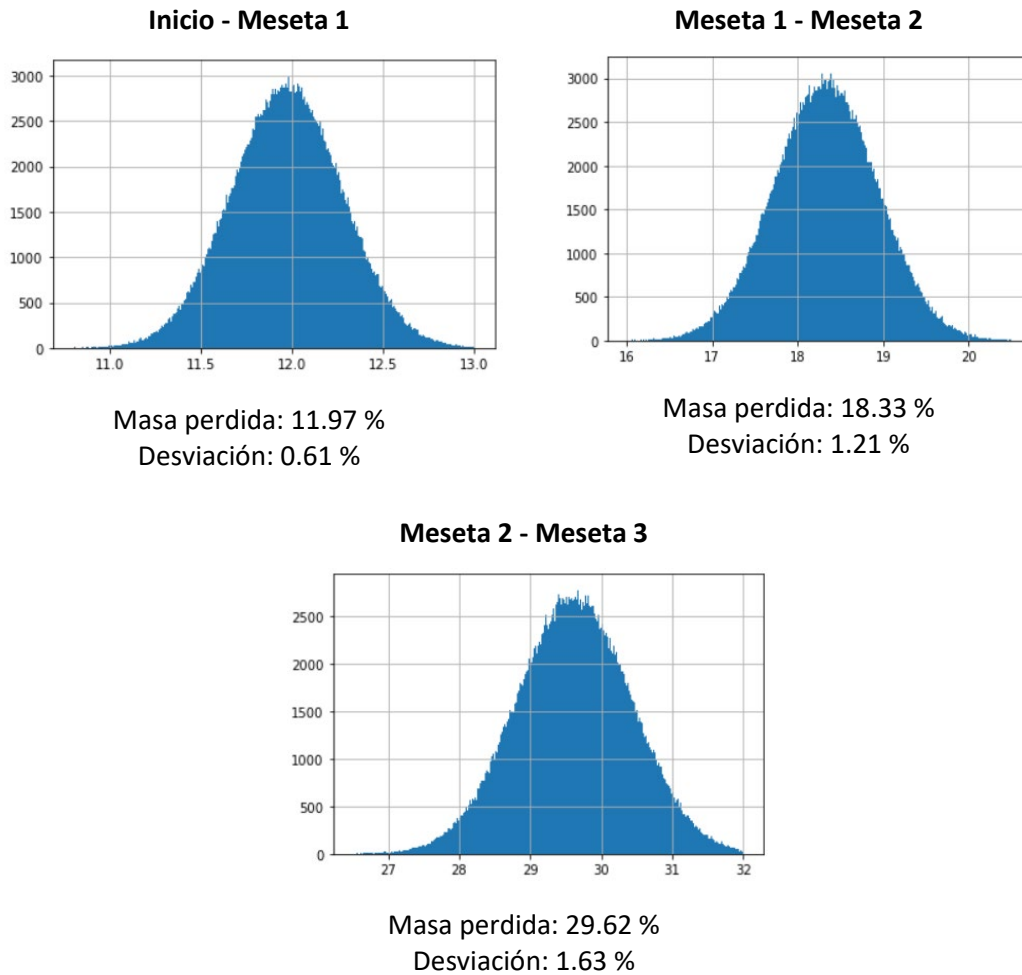 Inicio - Meseta 1
3000
2500
2000
1500
1000
500
0
11.0 11.5 12.0 12.5 13.0
Masa perdida: 11.97 %
Desviación: 0.61 %
Meseta 1 - Meseta 2
3000
2500
2000
1500
1000
500
0
16 17 18 19 20
Masa perdida: 18.33 %
Desviación: 1.21 %
Meseta 2 - Meseta 3
2500
2000
1500
1000
500
0
27 28 29 30 31 32
Masa perdida: 29.62 %
Desviación: 1.63 %